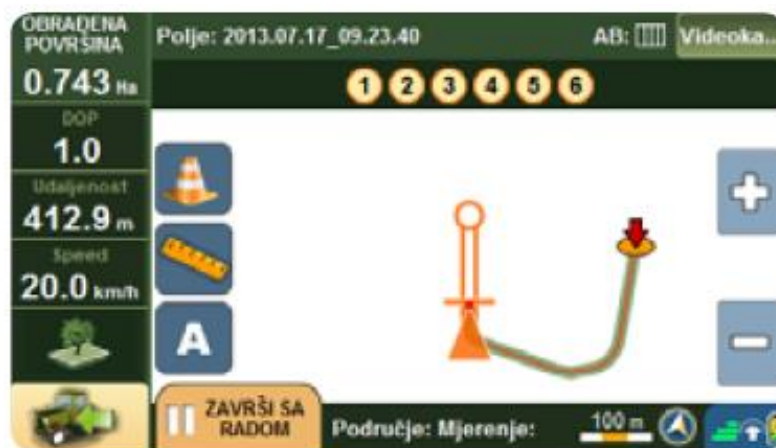 OBRAĐENA
POVRŠINA
0.743 Ha
DOP
1.0
Udaljenost
412.9 m
Speed
20.0 km/h
Polje: 2013.07.17_09.23.40
AB:
Videoka...
1 2 3 4 5 6
A
ZAVRŠI SA
RADOM
Područje: Mjerenje:
100 m